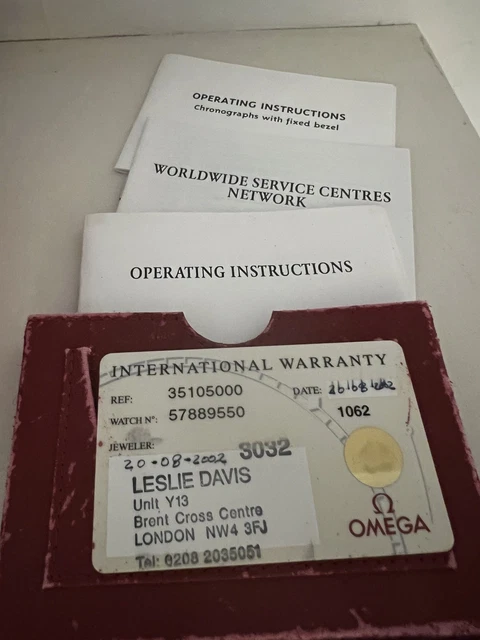 OPERATING INSTRUCTIONS
Chronographs with fixed bezel
WORLDWIDE SERVICE CENTRES
NETWORK
OPERATING INSTRUCTIONS
INTERNATIONAL WARRANTY
REF: 35105000 DATE:
WATCH Nº: 57889550 1062
JEWELER: S032
20-08-2002
LESLIE DAVIS
Unit Y13
Brent Cross Centre
LONDON NW4 3FJ
Tel: 0208 2035051
Ω
OMEGA